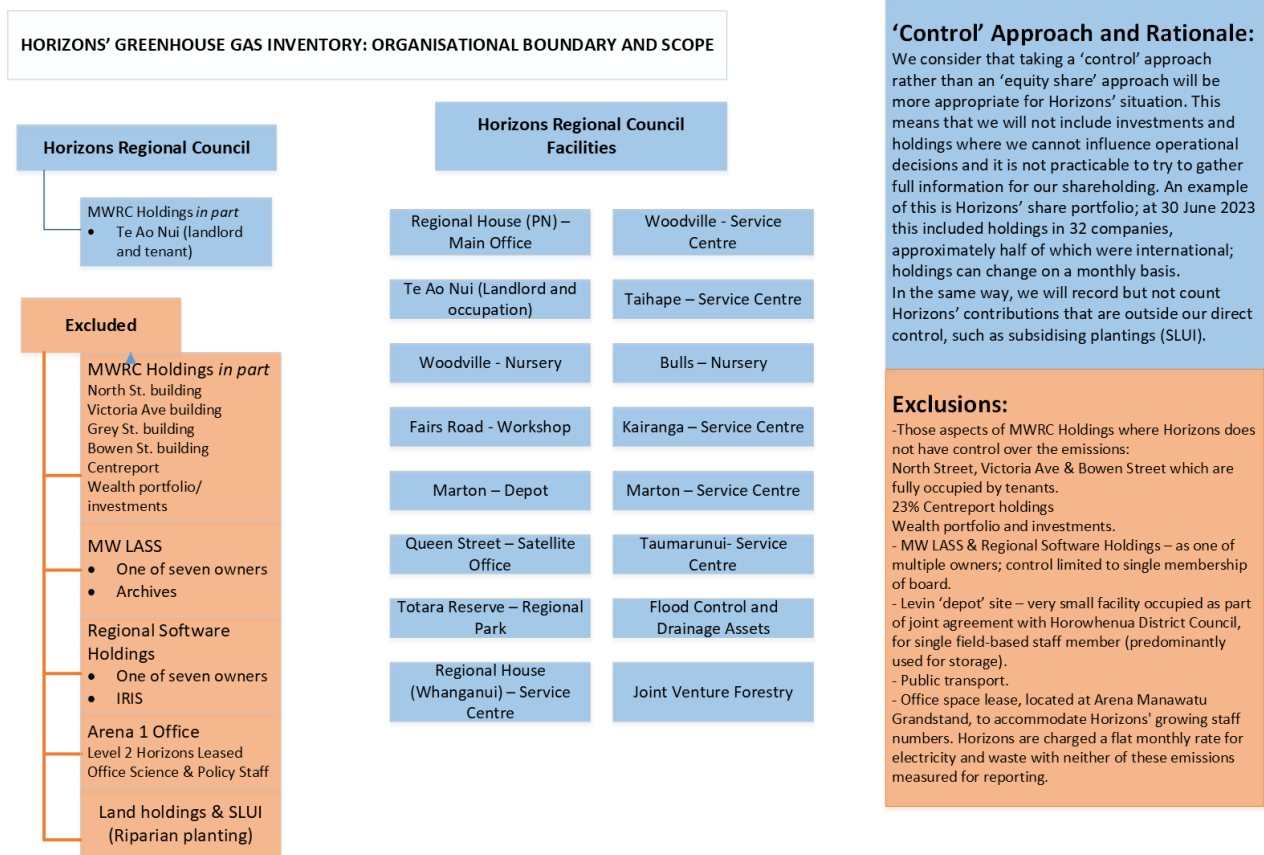 HORIZONS’ GREENHOUSE GAS INVENTORY: ORGANISATIONAL BOUNDARY AND SCOPE
Horizons Regional Council
MWRC Holdings in part
• Te Ao Nui (landlord
and tenant)
Excluded
MWRC Holdings in part
North St. building
Victoria Ave building
Grey St. building
Bowen St. building
Centreport
Wealth portfolio/
investments
MW LASS
• One of seven owners
• Archives
Regional Software
Holdings
• One of seven owners
• IRIS
Arena 1 Office
Level 2 Horizons Leased
Office Science & Policy Staff
Land holdings & SLUI
(Riparian planting)
Horizons Regional Council
Facilities
Regional House (PN) –
Main Office
Woodville - Service
Centre
Te Ao Nui (Landlord and
occupation)
Taihape – Service Centre
Woodville - Nursery
Bulls – Nursery
Fairs Road - Workshop
Kairanga – Service Centre
Marton – Depot
Marton – Service Centre
Queen Street – Satellite
Office
Taumarunui- Service
Centre
Totara Reserve – Regional
Park
Flood Control and
Drainage Assets
Regional House
(Whanganui) – Service
Centre
Joint Venture Forestry
‘Control’ Approach and Rationale:
We consider that taking a ‘control’ approach
rather than an ‘equity share’ approach will be
more appropriate for Horizons’ situation. This
means that we will not include investments and
holdings where we cannot influence operational
decisions and it is not practicable to try to gather
full information for our shareholding. An example
of this is Horizons’ share portfolio; at 30 June 2023
this included holdings in 32 companies,
approximately half of which were international;
holdings can change on a monthly basis.
In the same way, we will record but not count
Horizons’ contributions that are outside our direct
control, such as subsidising plantings (SLUI).
Exclusions:
-Those aspects of MWRC Holdings where Horizons does
not have control over the emissions:
North Street, Victoria Ave & Bowen Street which are
fully occupied by tenants.
23% Centreport holdings
Wealth portfolio and investments.
- MW LASS & Regional Software Holdings – as one of
multiple owners; control limited to single membership
of board.
- Levin ‘depot’ site – very small facility occupied as part
of joint agreement with Horowhenua District Council,
for single field-based staff member (predominantly
used for storage).
- Public transport.
- Office space lease, located at Arena Manawatu
Grandstand, to accommodate Horizons' growing staff
numbers. Horizons are charged a flat monthly rate for
electricity and waste with neither of these emissions
measured for reporting.